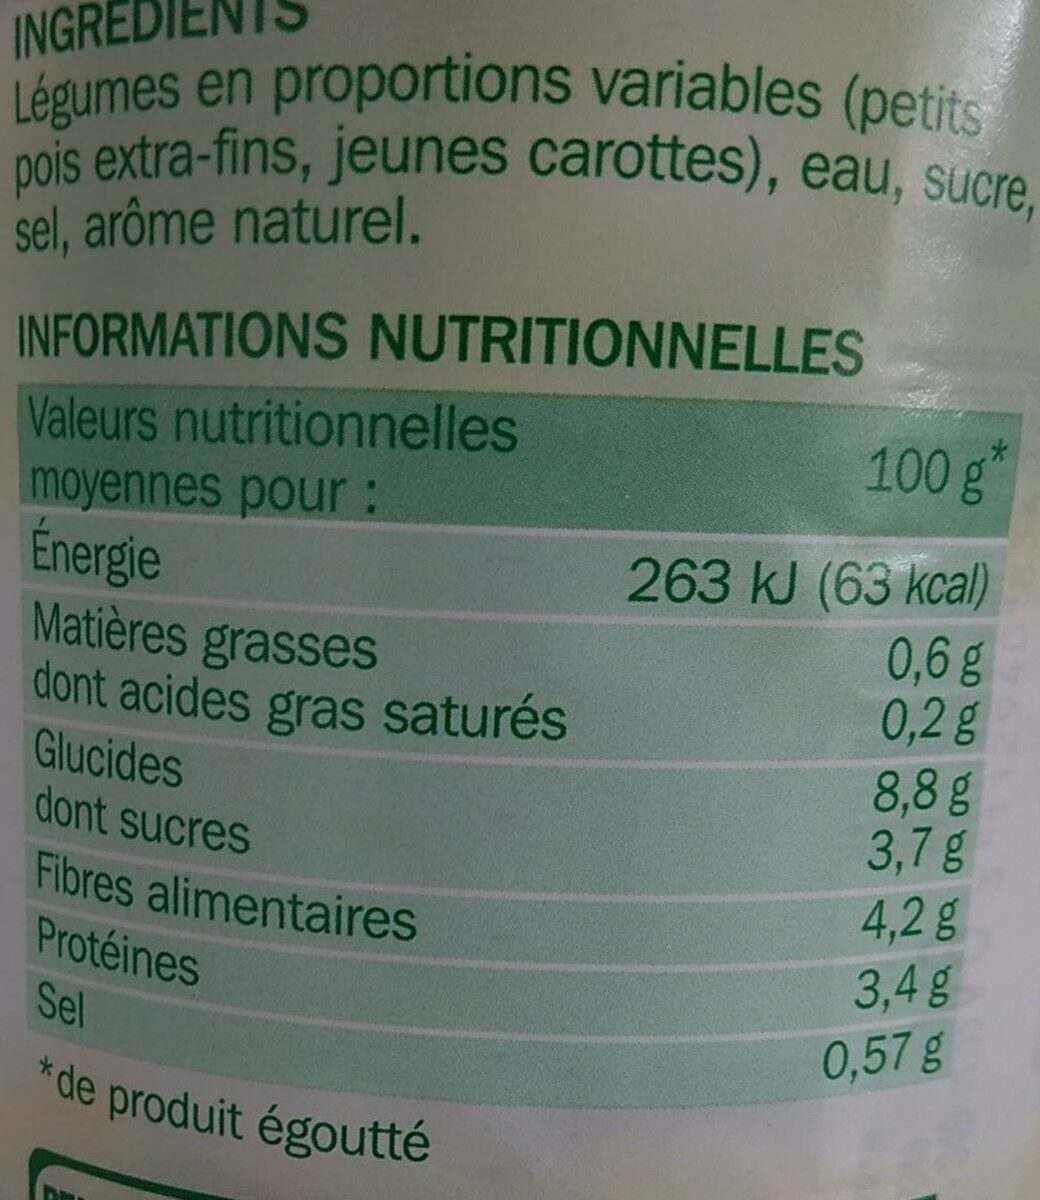 INGRÉDIENTS
Légumes en proportions variables (petits
pois extra-fins, jeunes carottes), eau, sucre,
sel, arôme naturel.
INFORMATIONS NUTRITIONNELLES
Valeurs nutritionnelles
moyennes pour : 100 g*
Énergie 263 kJ (63 kcal)
Matières grasses 0,6 g
dont acides gras saturés 0,2 g
Glucides 8,8 g
dont sucres 3,7 g
Fibres alimentaires 4,2 g
Protéines 3,4 g
Sel 0,57 g
*de produit égoutté